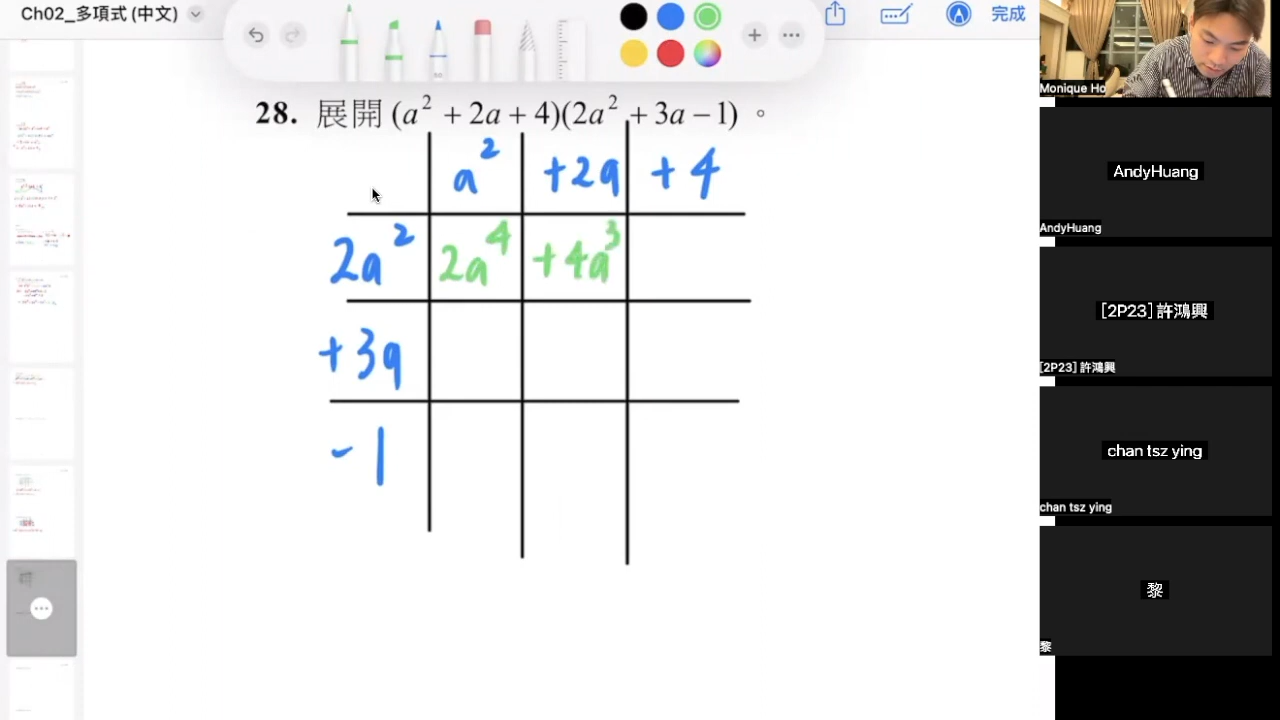 Ch02_多項式 (中文)
完成
28. 展開 (a² + 2a + 4)(2a² + 3a − 1) 。
a² +2a +4
2a² 2a⁴ +4a³
+3a
-1
Monique Ho
AndyHuang
AndyHuang
[2P23] 許鴻興
[2P23] 許鴻興
chan tsz ying
chan tsz ying
黎
黎